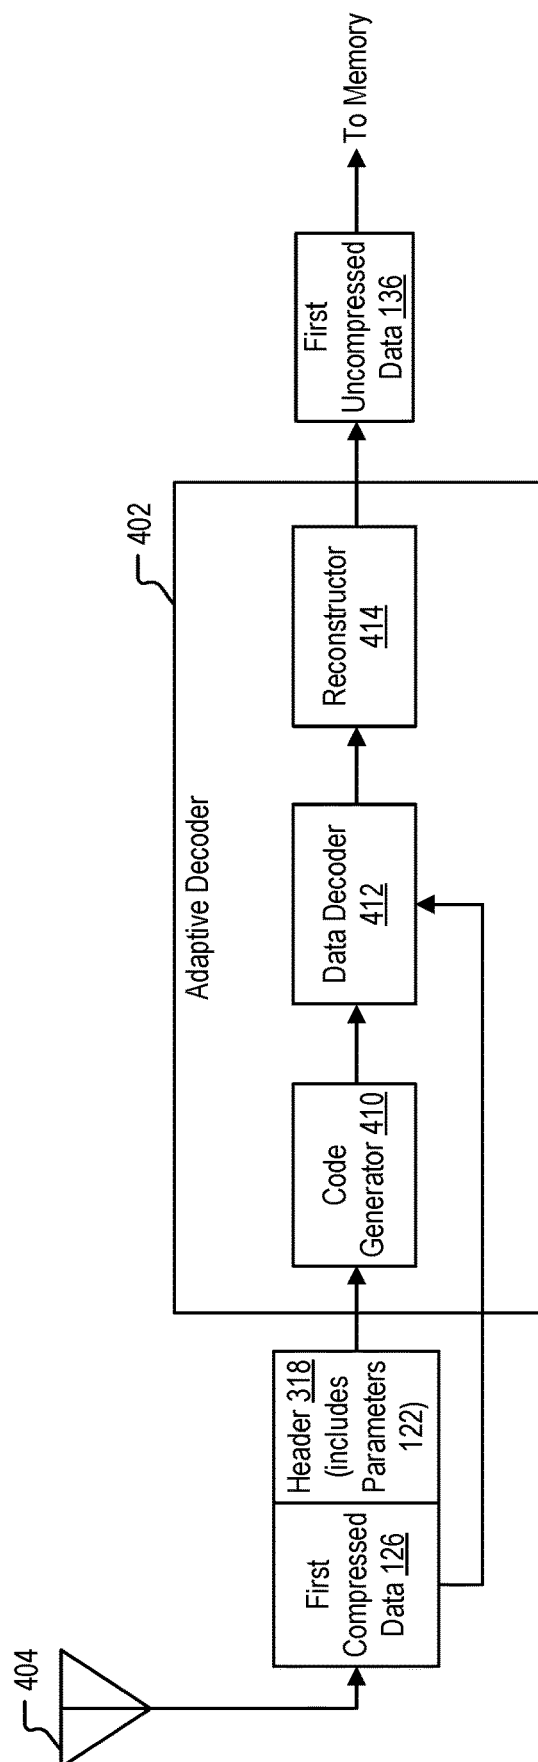 404
First
Compressed
Data 126
Header 318
(includes
Parameters
122)
402
Adaptive Decoder
Code
Generator 410
Data Decoder
412
Reconstructor
414
First
Uncompressed
Data 136
To Memory